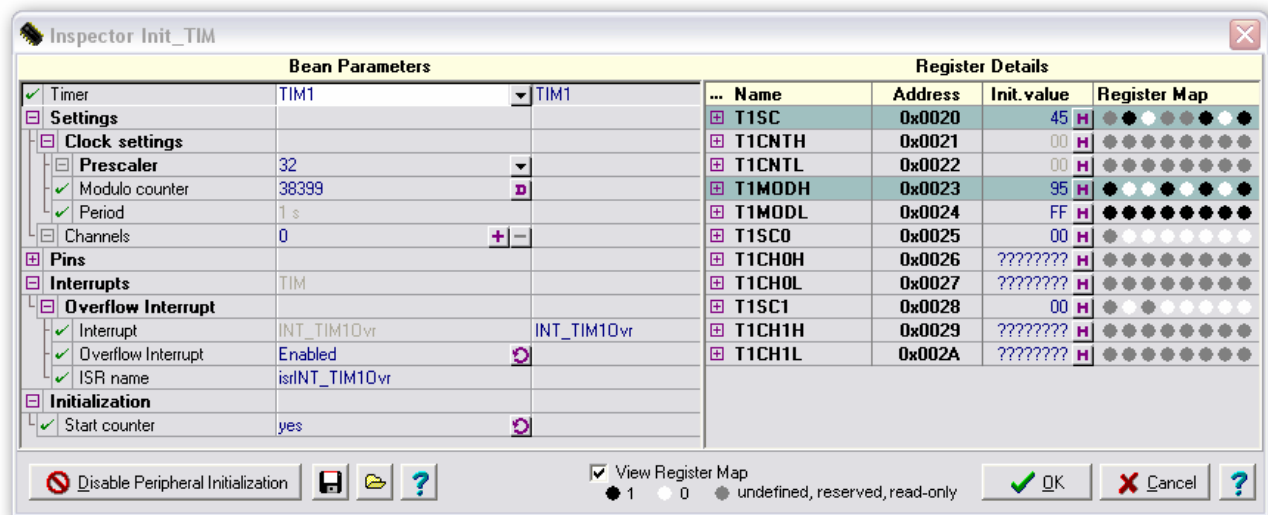 Inspector Init_TIM
Bean Parameters
Register Details
Timer TIM1 TIM1
Settings
Clock settings
Prescaler 32
Modulo counter 38399 D
Period 1 s
Channels 0 + -
Pins
Interrupts TIM
Overflow Interrupt
Interrupt INT_TIM1Ovr INT_TIM1Ovr
Overflow Interrupt Enabled
ISR name isrINT_TIM1Ovr
Initialization
Start counter yes
... Name Address Init.value Register Map
T1SC 0x0020 45 H
T1CNTH 0x0021 00 H
T1CNTL 0x0022 00 H
T1MODH 0x0023 95 H
T1MODL 0x0024 FF H
T1SC0 0x0025 00 H
T1CH0H 0x0026 ???????? H
T1CH0L 0x0027 ???????? H
T1SC1 0x0028 00 H
T1CH1H 0x0029 ???????? H
T1CH1L 0x002A ???????? H
Disable Peripheral Initialization ?
View Register Map
1 0 undefined, reserved, read-only
OK Cancel ?